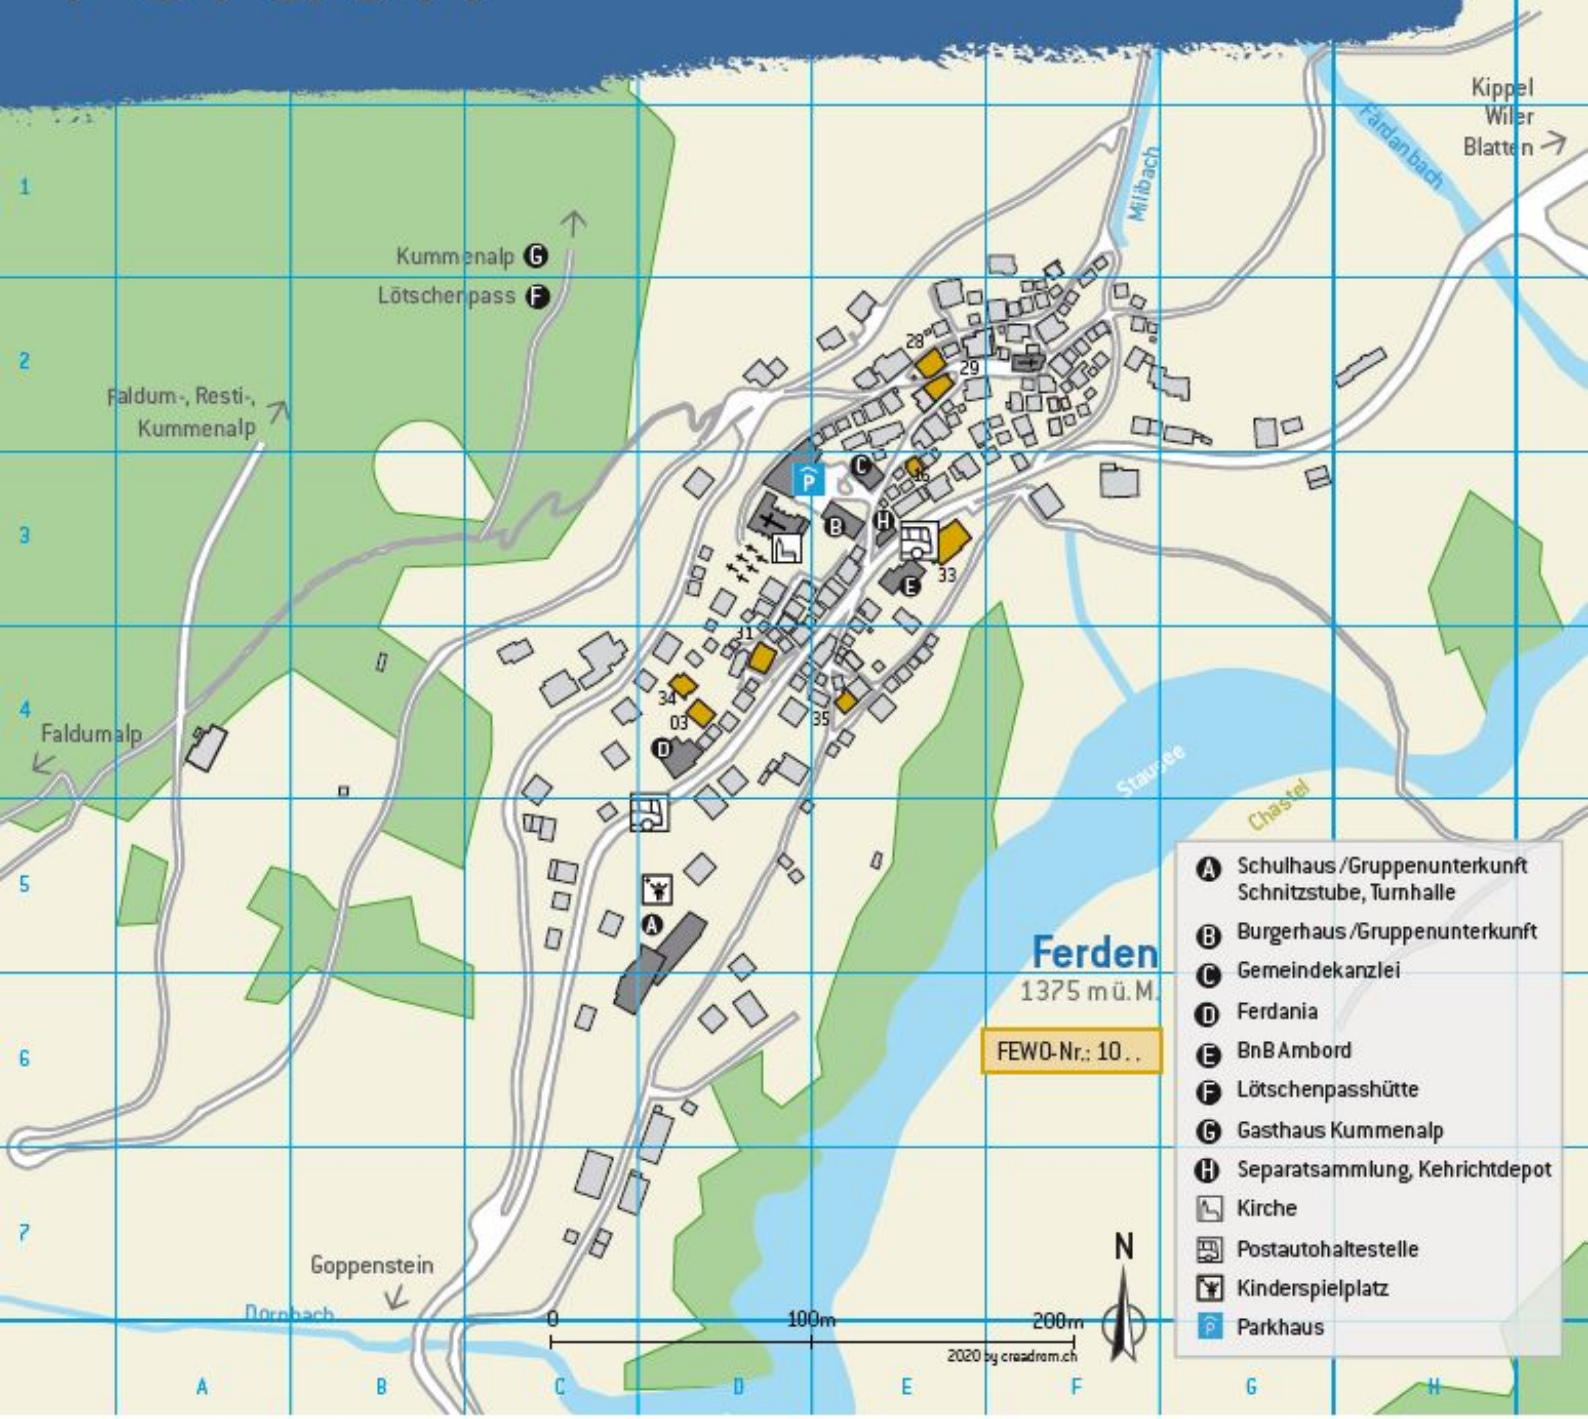 Kippel
Wiler
Blatten
Färdanbach
Milibach
1
Kummenalp G
Lötschenpass F
2
28
29
Faldum-, Resti-,
Kummenalp
P
C
16
3
B
H
33
E
31
34
03
35
4
D
Faldumalp
Stausee
Chastel
5
A
Ferden
1375 m ü. M.
6
FEWO-Nr.: 10 . .
7
Goppenstein
Dornbach
N
0 100m 200m
2020 by creadrom.ch
A B C D E F G H
A Schulhaus/Gruppenunterkunft
Schnitzstube, Turnhalle
B Burgerhaus/Gruppenunterkunft
C Gemeindekanzlei
D Ferdania
E BnB Ambord
F Lötschenpasshütte
G Gasthaus Kummenalp
H Separatsammlung, Kehrichtdepot
Kirche
Postautohaltestelle
Kinderspielplatz
P Parkhaus